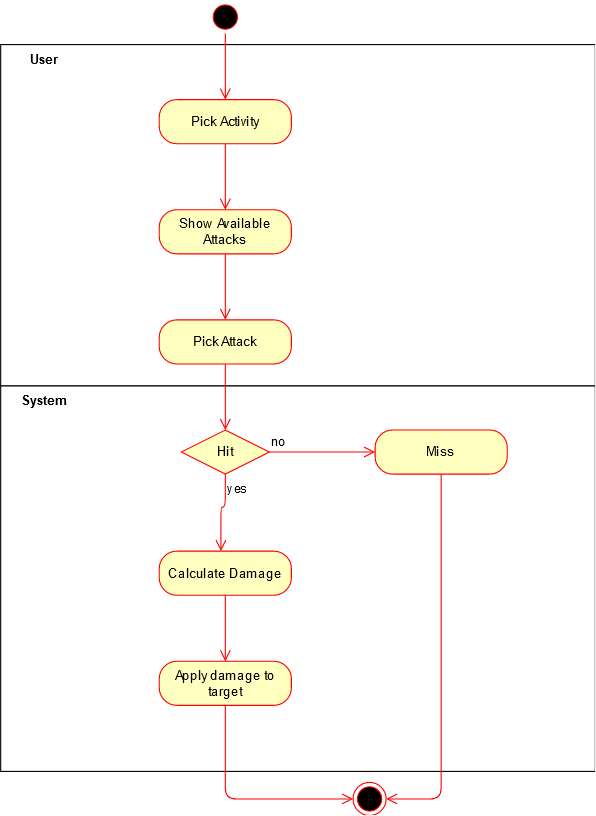 User
Pick Activity
Show Available
Attacks
Pick Attack
System
Hit
no
Miss
yes
Calculate Damage
Apply damage to
target